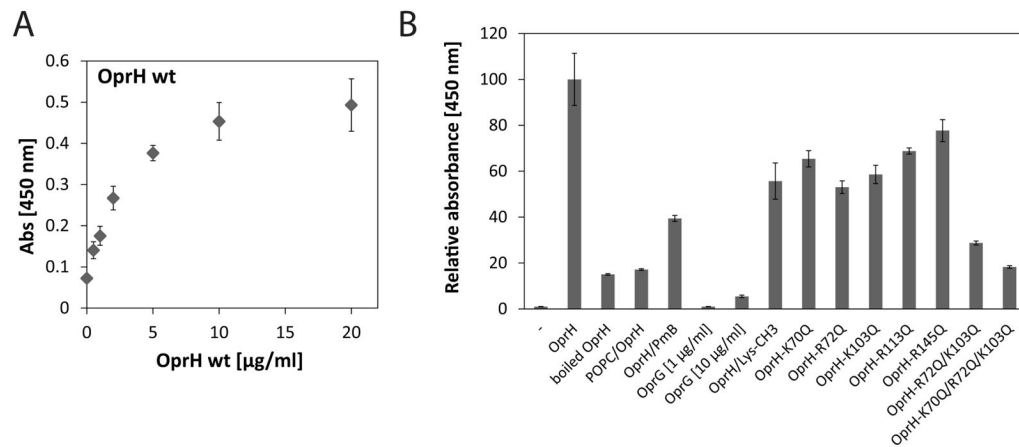 A
OprH wt
0.6
0.5
0.4
0.3
0.2
0.1
0
Abs [450 nm]
0
5
10
15
20
OprH wt [µg/ml]
B
120
100
80
60
40
20
0
Relative absorbance [450 nm]
-
OprH
boiled OprH
POPC/OprH
OprH/PmB
OprG [1 µg/ml]
OprG [10 µg/ml]
OprH/Lys-CH3
OprH-K70Q
OprH-R72Q
OprH-K103Q
OprH-R113Q
OprH-R145Q
OprH-R72Q/K103Q
OprH-K70Q/R72Q/K103Q